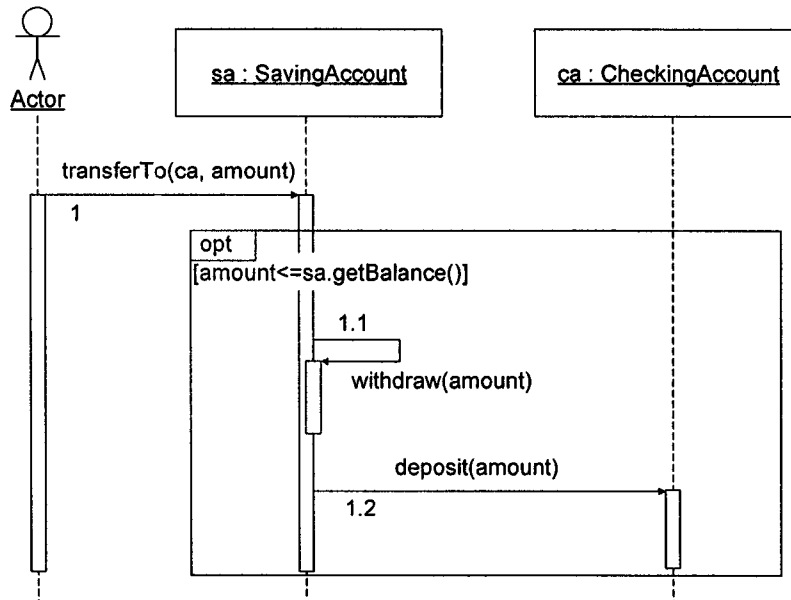 Actor
sa : SavingAccount
ca : CheckingAccount
transferTo(ca, amount)
1
opt
[amount<=sa.getBalance()]
1.1
withdraw(amount)
deposit(amount)
1.2